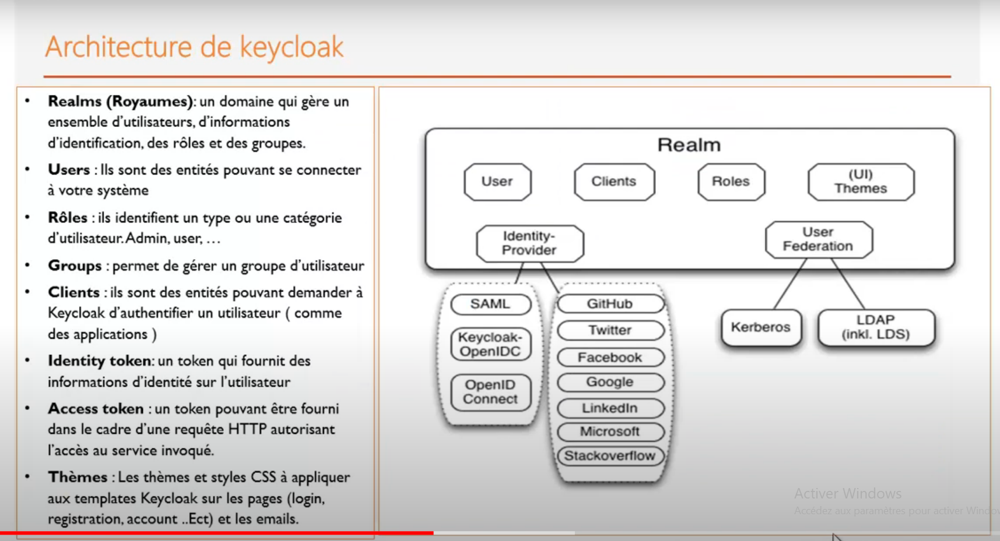 Architecture de keycloak
• Realms (Royaumes): un domaine qui gère un
ensemble d'utilisateurs, d'informations
d'identification, des rôles et des groupes.
• Users : Ils sont des entités pouvant se connecter
à votre système
• Rôles : ils identifient un type ou une catégorie
d'utilisateur. Admin, user, …
• Groups : permet de gérer un groupe d'utilisateur
• Clients : ils sont des entités pouvant demander à
Keycloak d'authentifier un utilisateur ( comme
des applications )
• Identity token: un token qui fournit des
informations d'identité sur l'utilisateur
• Access token : un token pouvant être fourni
dans le cadre d'une requête HTTP autorisant
l'accès au service invoqué.
• Thèmes : Les thèmes et styles CSS à appliquer
aux templates Keycloak sur les pages (login,
registration, account ..Ect) et les emails.
Realm
User
Clients
Roles
(UI)
Themes
Identity-
Provider
User
Federation
SAML
Keycloak-
OpenIDC
OpenID
Connect
GitHub
Twitter
Facebook
Google
LinkedIn
Microsoft
Stackoverflow
Kerberos
LDAP
(inkl. LDS)
Activer Windows
Accédez aux paramètres pour activer Windo